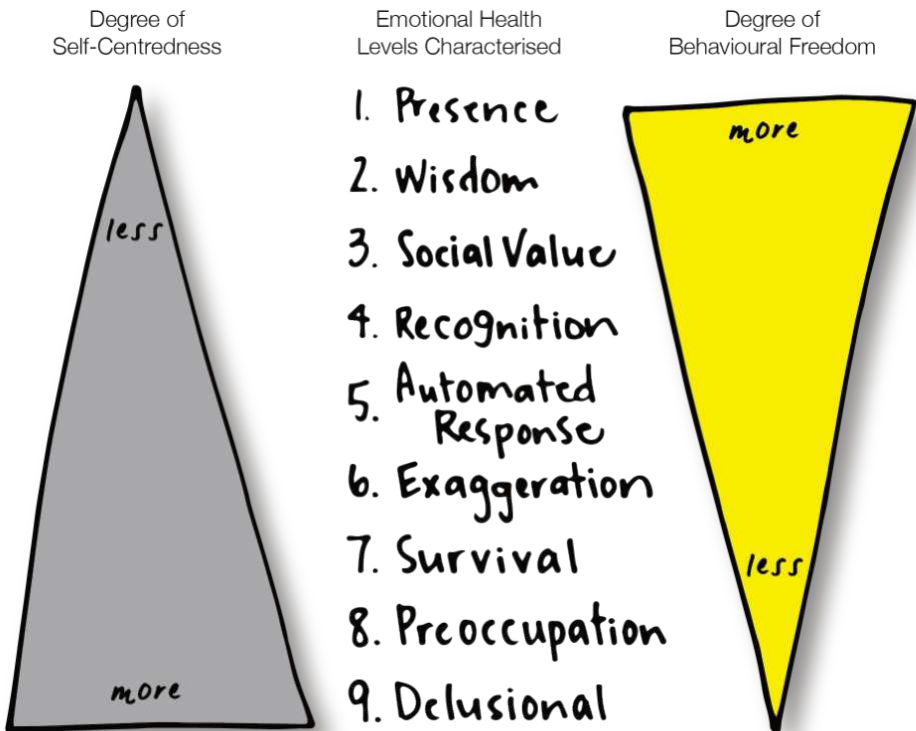 Degree of
Self-Centredness
Emotional Health
Levels Characterised
Degree of
Behavioural Freedom
1. Presence
2. Wisdom
3. Social Value
4. Recognition
5. Automated
Response
6. Exaggeration
7. Survival
8. Preoccupation
9. Delusional
less
more
more
less